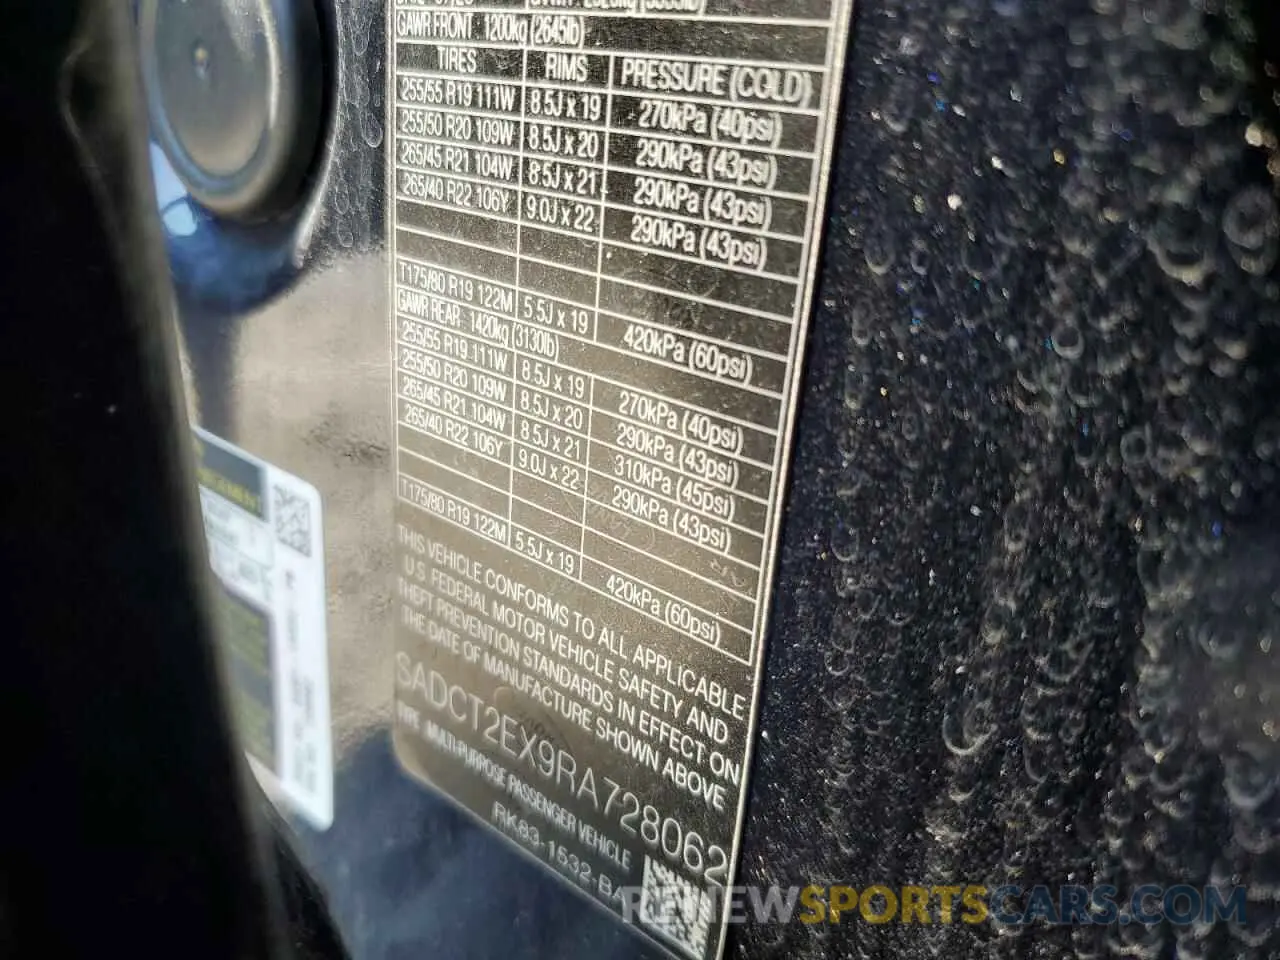 GAWR FRONT 1200kg (2645lb)
TIRES RIMS PRESSURE (COLD)
255/55 R19 111W 8.5J x 19 270kPa (40psi)
255/50 R20 109W 8.5J x 20 290kPa (43psi)
265/45 R21 104W 8.5J x 21 290kPa (43psi)
265/40 R22 106Y 9.0J x 22 290kPa (43psi)
T175/80 R19 122M 5.5J x 19 420kPa (60psi)
GAWR REAR 1420kg (3130lb)
255/55 R19 111W 8.5J x 19 270kPa (40psi)
255/50 R20 109W 8.5J x 20 290kPa (43psi)
265/45 R21 104W 8.5J x 21 310kPa (45psi)
265/40 R22 106Y 9.0J x 22 290kPa (43psi)
T175/80 R19 122M 5.5J x 19 420kPa (60psi)
THIS VEHICLE CONFORMS TO ALL APPLICABLE
U.S. FEDERAL MOTOR VEHICLE SAFETY AND
THEFT PREVENTION STANDARDS IN EFFECT ON
THE DATE OF MANUFACTURE SHOWN ABOVE
SADCT2EX9RA728062
TYPE MULTI-PURPOSE PASSENGER VEHICLE
RK83-1532-BA
RENEWSPORTSCARS.COM